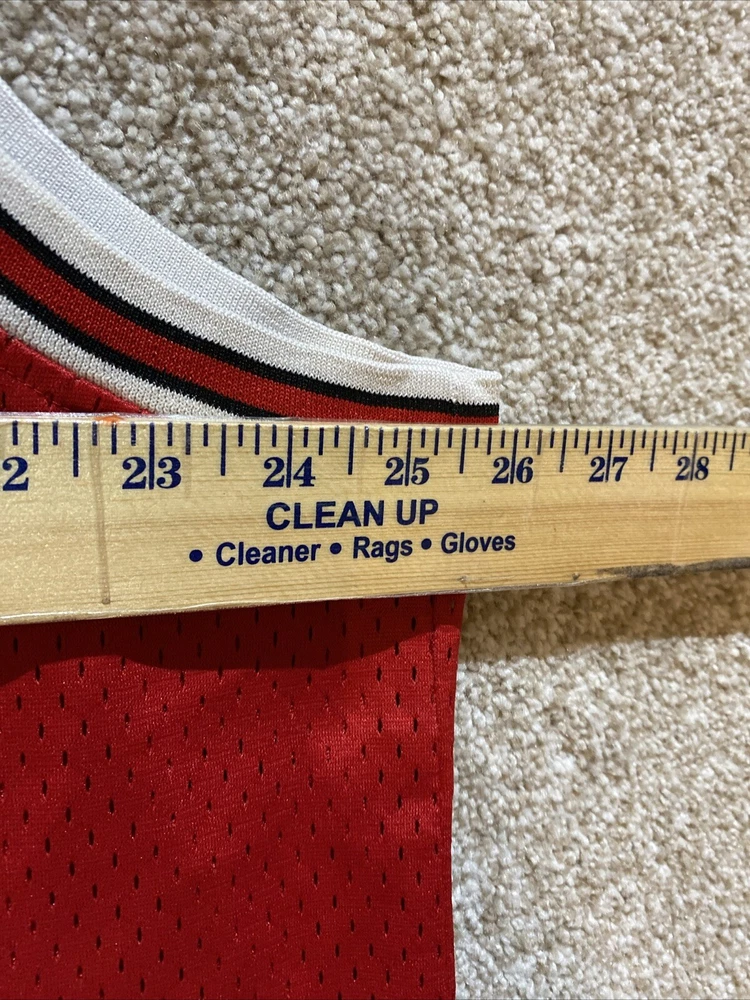 2 23 24 25 26 27 28
CLEAN UP
• Cleaner • Rags • Gloves